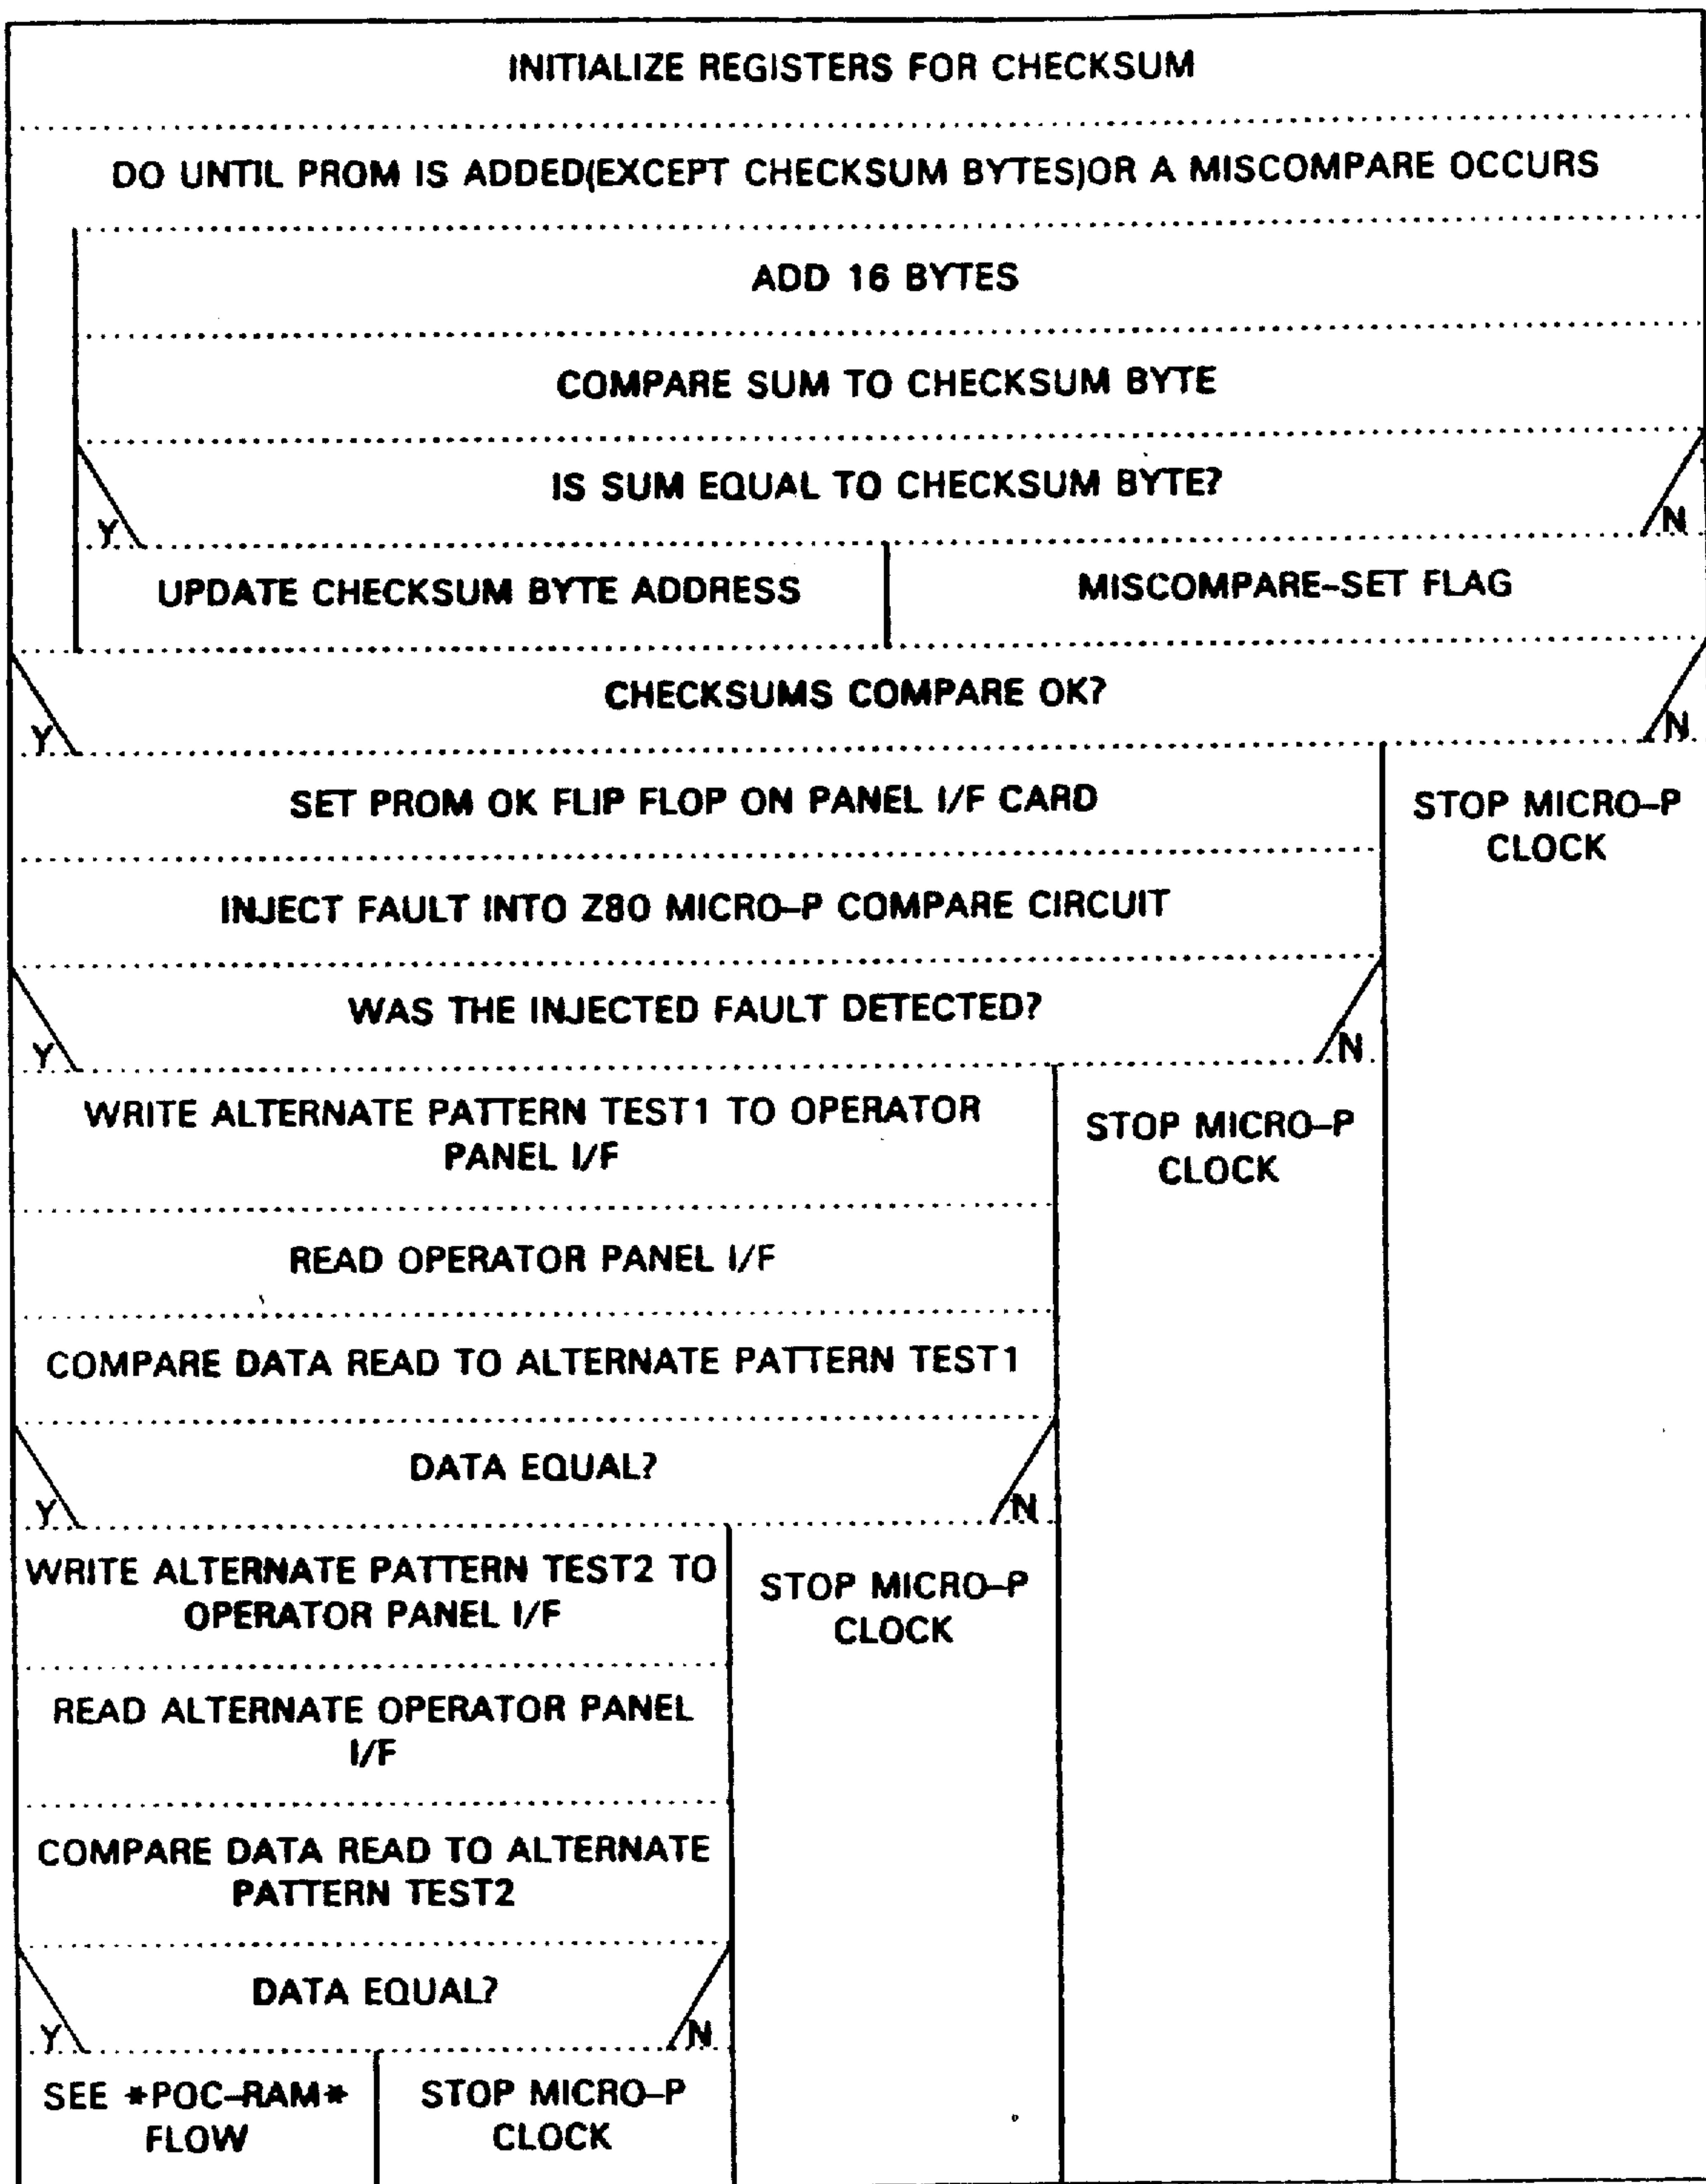 INITIALIZE REGISTERS FOR CHECKSUM
DO UNTIL PROM IS ADDED(EXCEPT CHECKSUM BYTES)OR A MISCOMPARE OCCURS
ADD 16 BYTES
COMPARE SUM TO CHECKSUM BYTE
IS SUM EQUAL TO CHECKSUM BYTE?
Y
N
UPDATE CHECKSUM BYTE ADDRESS
MISCOMPARE-SET FLAG
CHECKSUMS COMPARE OK?
Y
N
SET PROM OK FLIP FLOP ON PANEL I/F CARD
STOP MICRO-P
CLOCK
INJECT FAULT INTO Z80 MICRO-P COMPARE CIRCUIT
WAS THE INJECTED FAULT DETECTED?
Y
N
WRITE ALTERNATE PATTERN TEST1 TO OPERATOR
PANEL I/F
STOP MICRO-P
CLOCK
READ OPERATOR PANEL I/F
COMPARE DATA READ TO ALTERNATE PATTERN TEST1
DATA EQUAL?
Y
N
WRITE ALTERNATE PATTERN TEST2 TO
OPERATOR PANEL I/F
STOP MICRO-P
CLOCK
READ ALTERNATE OPERATOR PANEL
I/F
COMPARE DATA READ TO ALTERNATE
PATTERN TEST2
DATA EQUAL?
Y
N
SEE *POC-RAM*
FLOW
STOP MICRO-P
CLOCK